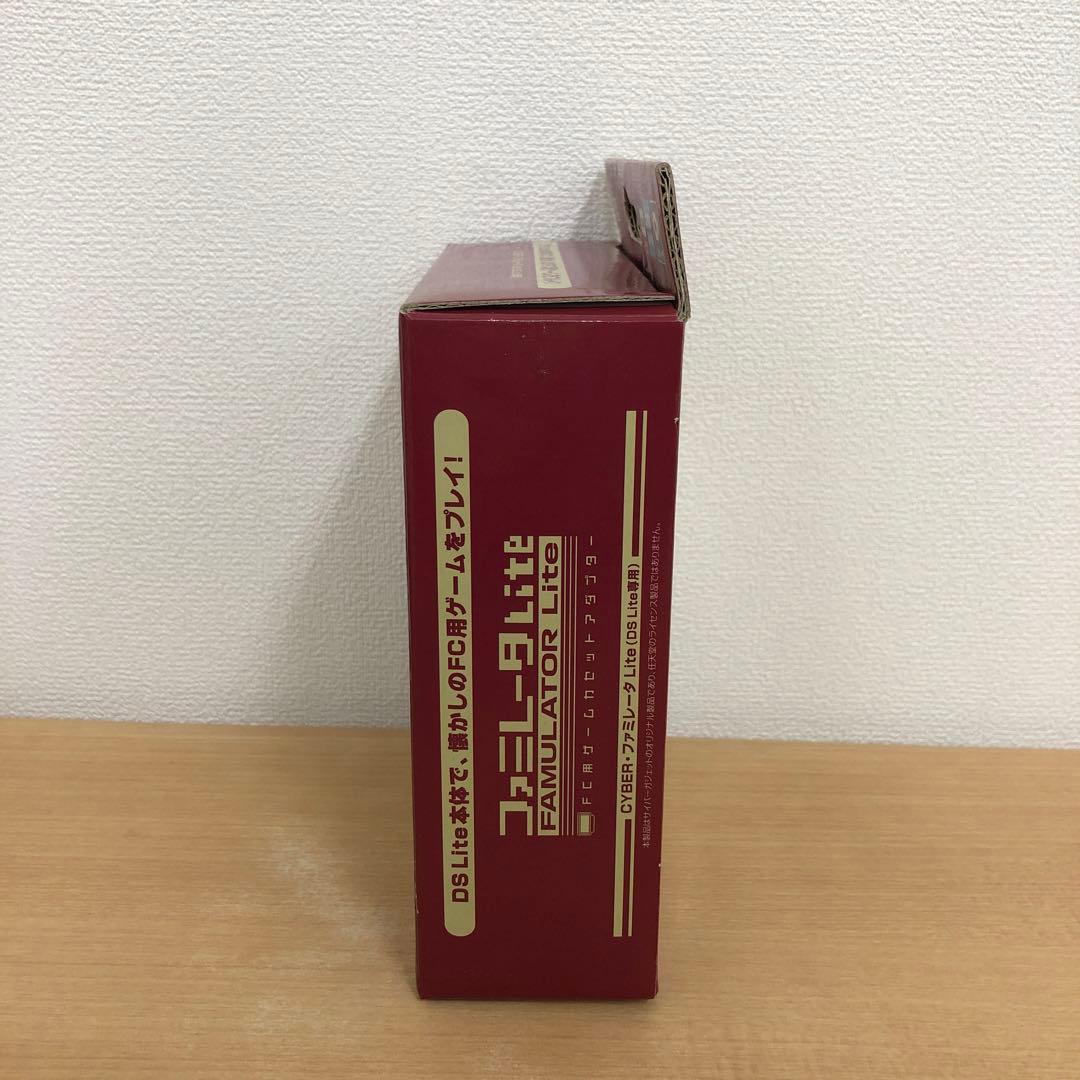 DS Lite本体で、懐かしのFC用ゲームをプレイ!
ファミレータLite
FAMULATOR Lite
FC用ゲームカセットアダプター
CYBER・ファミレータLite(DS Lite専用)
本製品はサイバーガジェットのオリジナル製品であり、任天堂のライセンス製品ではありません。